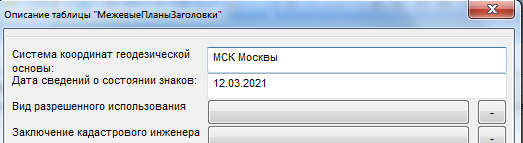 Описание таблицы "МежевыеПланыЗаголовки"
Система координат геодезической
основы:
МСК Москвы
Дата сведений о состоянии знаков:
12.03.2021
Вид разрешенного использования
-
Заключение кадастрового инженера
-